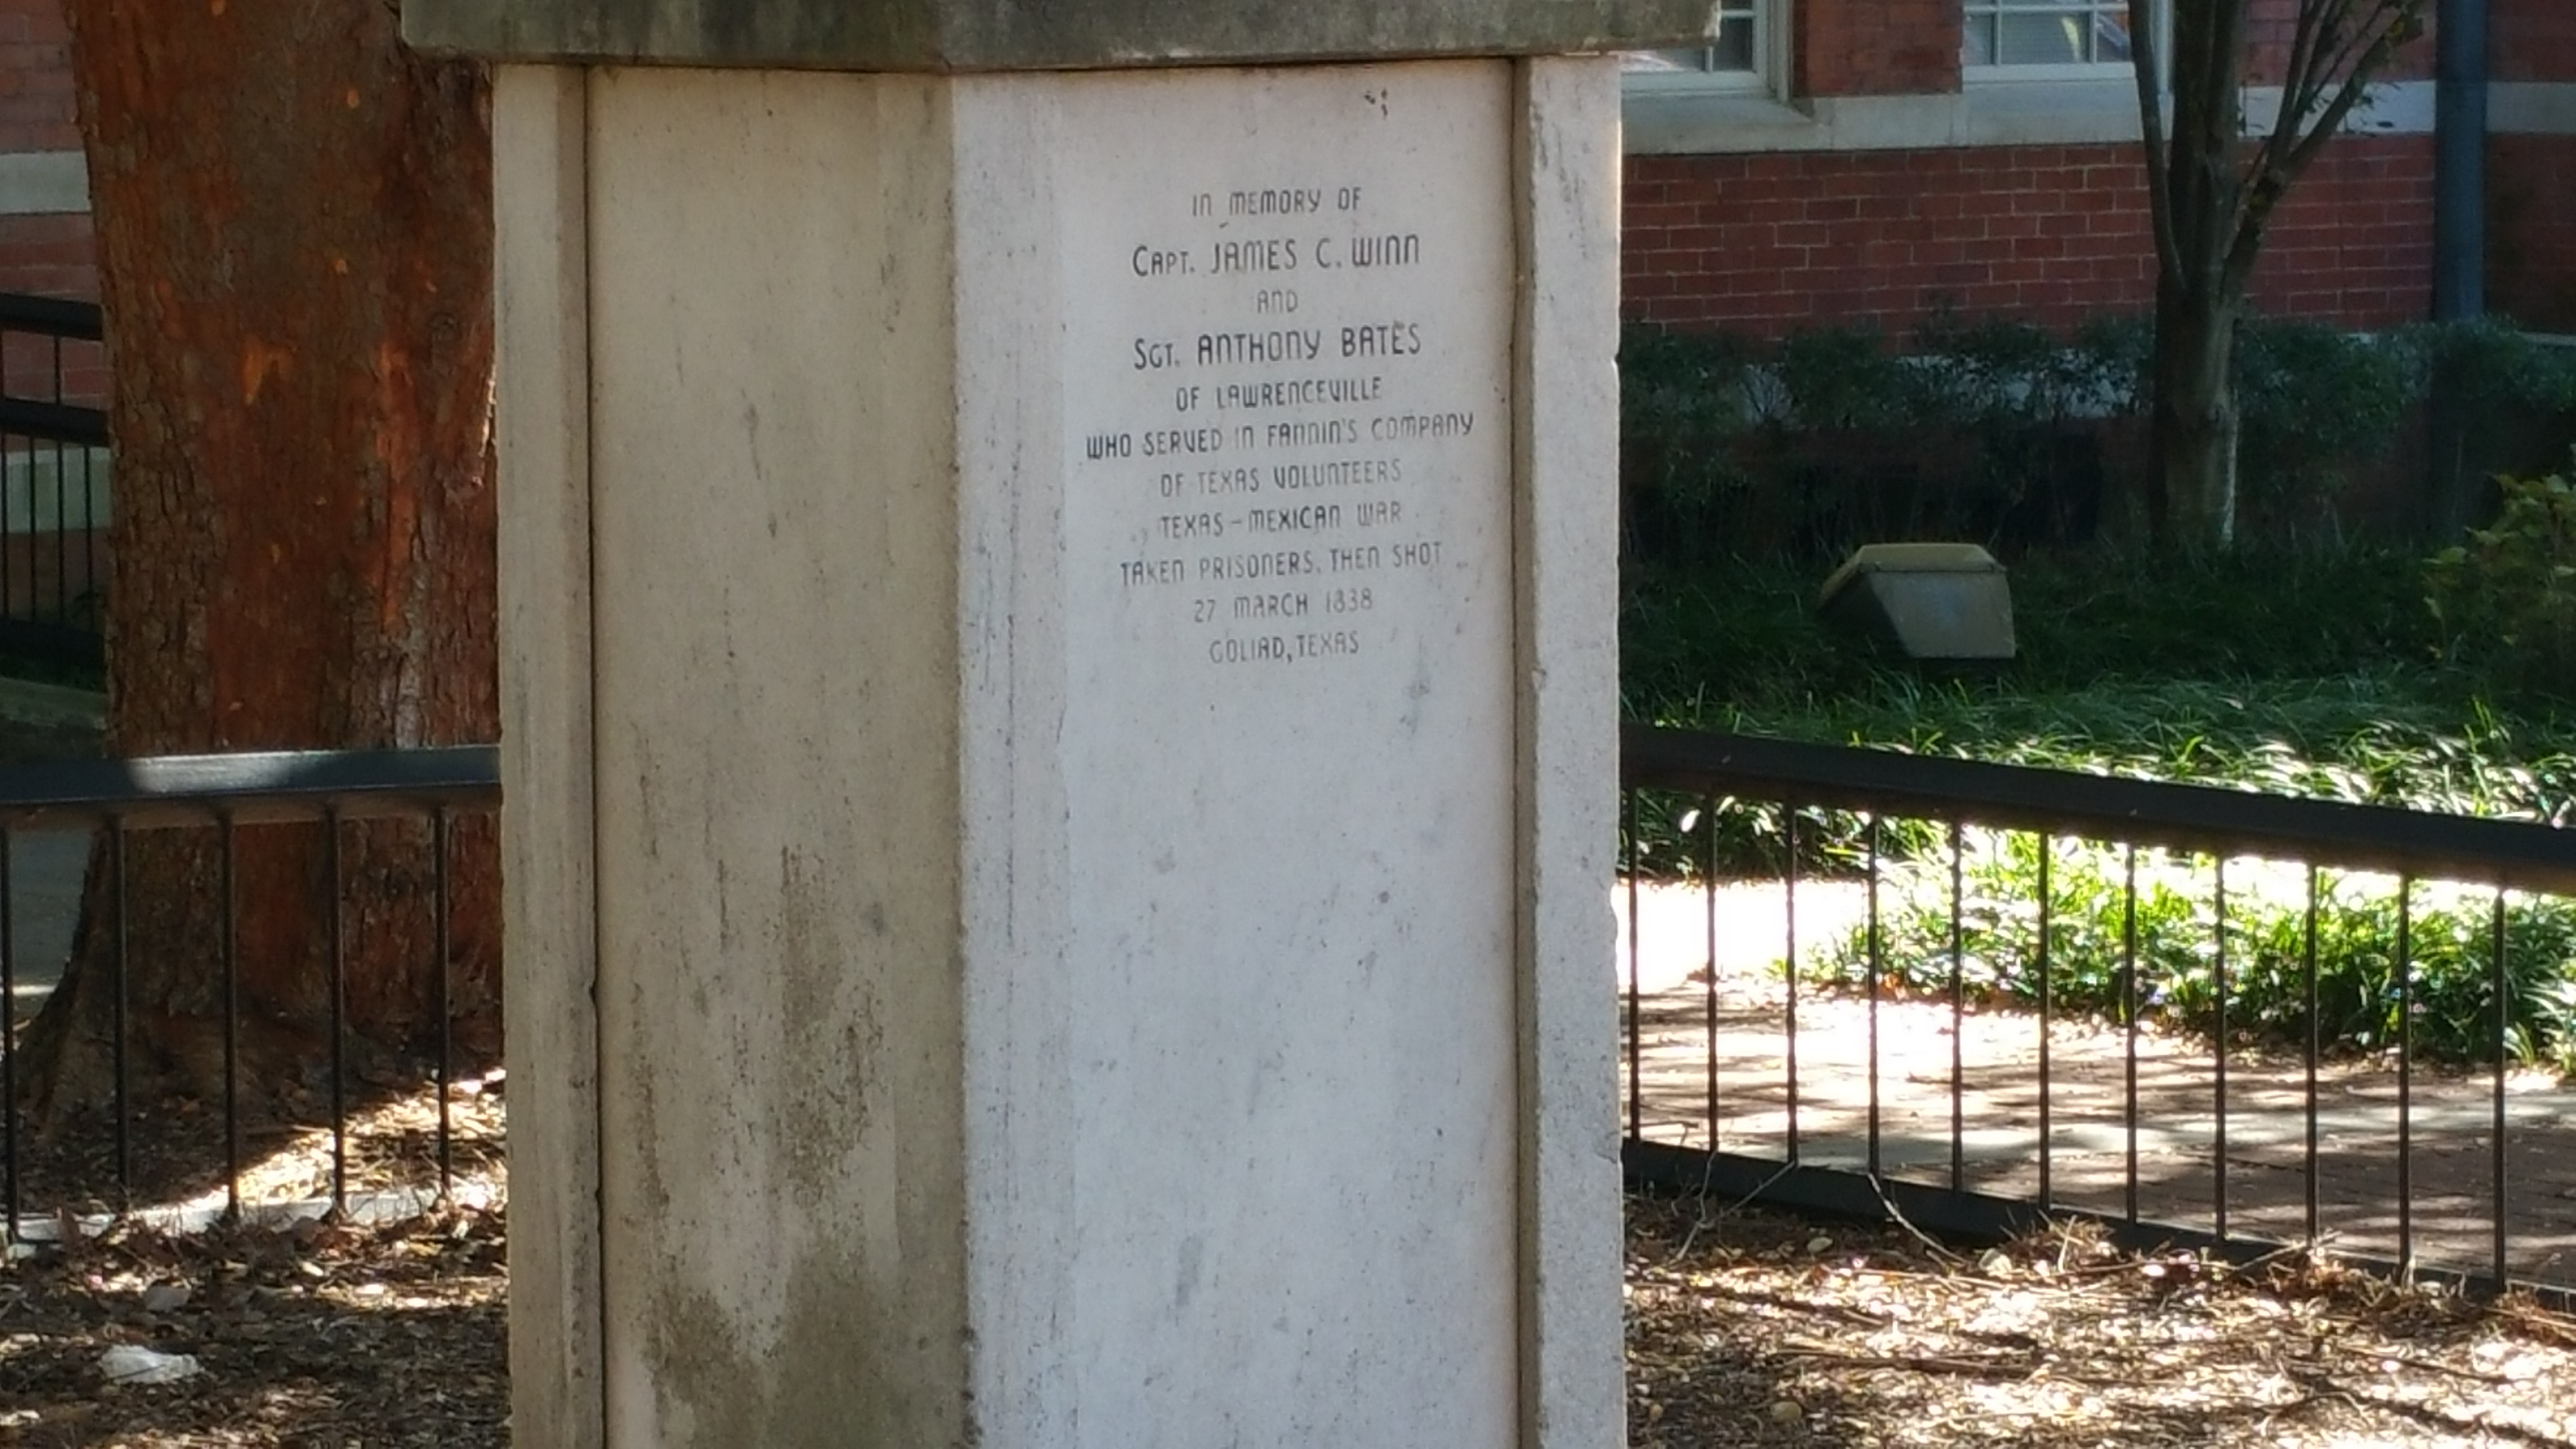 IN MEMORY OF
CAPT. JAMES C. WINN
AND
SGT. ANTHONY BATES
OF LAWRENCEVILLE
WHO SERVED IN FANNIN'S COMPANY
OF TEXAS VOLUNTEERS
TEXAS-MEXICAN WAR
TAKEN PRISONERS, THEN SHOT
27 MARCH 1838
GOLIAD, TEXAS